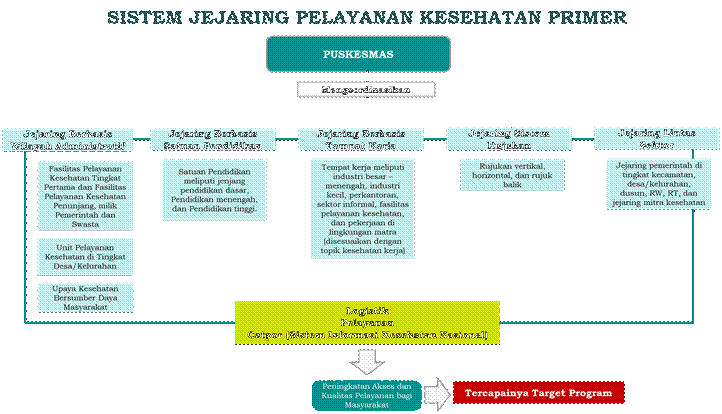 SISTEM JEJARING PELAYANAN KESEHATAN PRIMER
PUSKESMAS
Mengoordinasikan
Jejaring Berbasis
Wilayah Administratif
Fasilitas Pelayanan
Kesehatan Tingkat
Pertama dan Fasilitas
Pelayanan Kesehatan
Penunjang, milik
Pemerintah dan
Swasta
Unit Pelayanan
Kesehatan di Tingkat
Desa/Kelurahan
Upaya Kesehatan
Bersumber Daya
Masyarakat
Jejaring Berbasis
Satuan Pendidikan
Satuan Pendidikan
meliputi jenjang
pendidikan dasar,
Pendidikan menengah,
dan Pendidikan tinggi.
Jejaring Berbasis
Tempat Kerja
Tempat kerja meliputi
industri besar –
menengah, industri
kecil, perkantoran,
sektor informal, fasilitas
pelayanan kesehatan,
dan pekerjaan di
lingkungan matra
(disesuaikan dengan
topik kesehatan kerja)
Jejaring Sistem
Rujukan
Rujukan vertikal,
horizontal, dan rujuk
balik
Jejaring Lintas
Sektor
Jejaring pemerintah di
tingkat kecamatan,
desa/kelurahan,
dusun, RW, RT, dan
jejaring mitra kesehatan
Logistik
Pelayanan
Catpor (Sistem Informasi Kesehatan Nasional)
Peningkatan Akses dan
Kualitas Pelayanan bagi
Masyarakat
Tercapainya Target Program